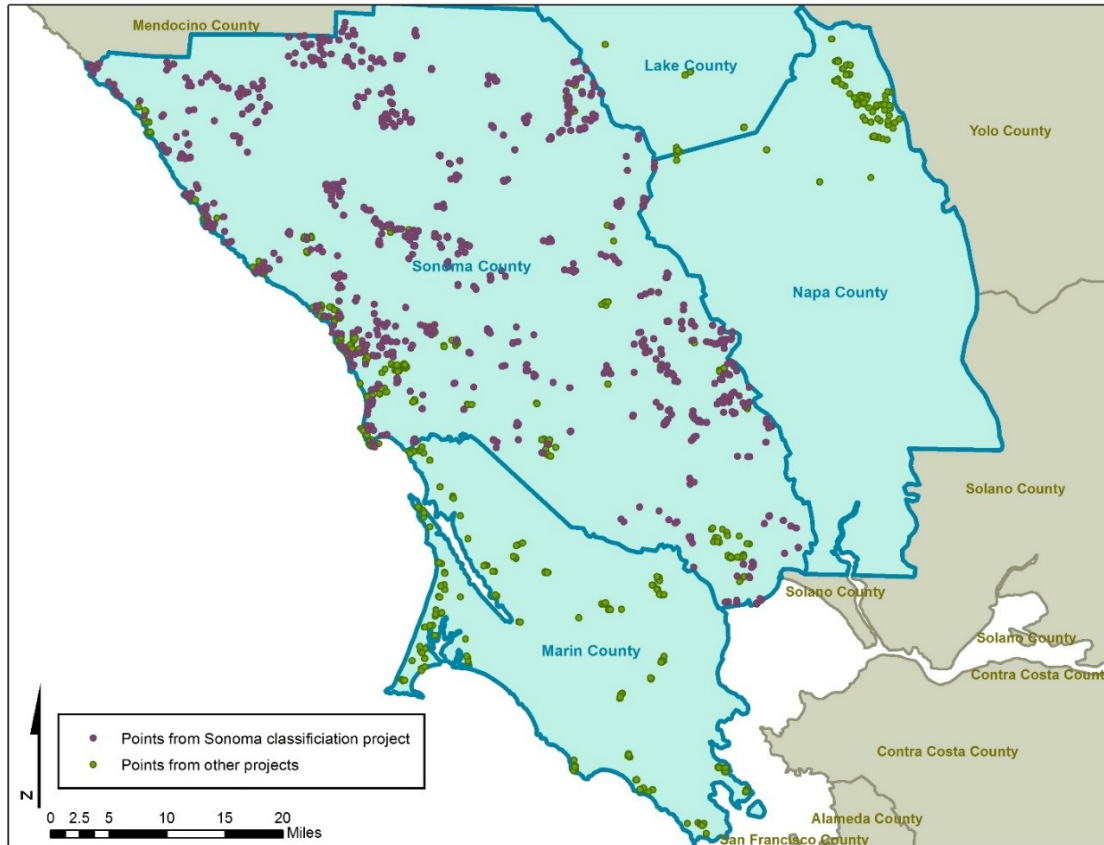 Mendocino County
Lake County
Yolo County
Sonoma County
Napa County
Solano County
Solano County
Solano County
Marin County
Contra Costa Count
Contra Costa County
Points from Sonoma classificiation project
Points from other projects
N
0 2.5 5 10 15 20
Miles
Alameda County
San Francisco County